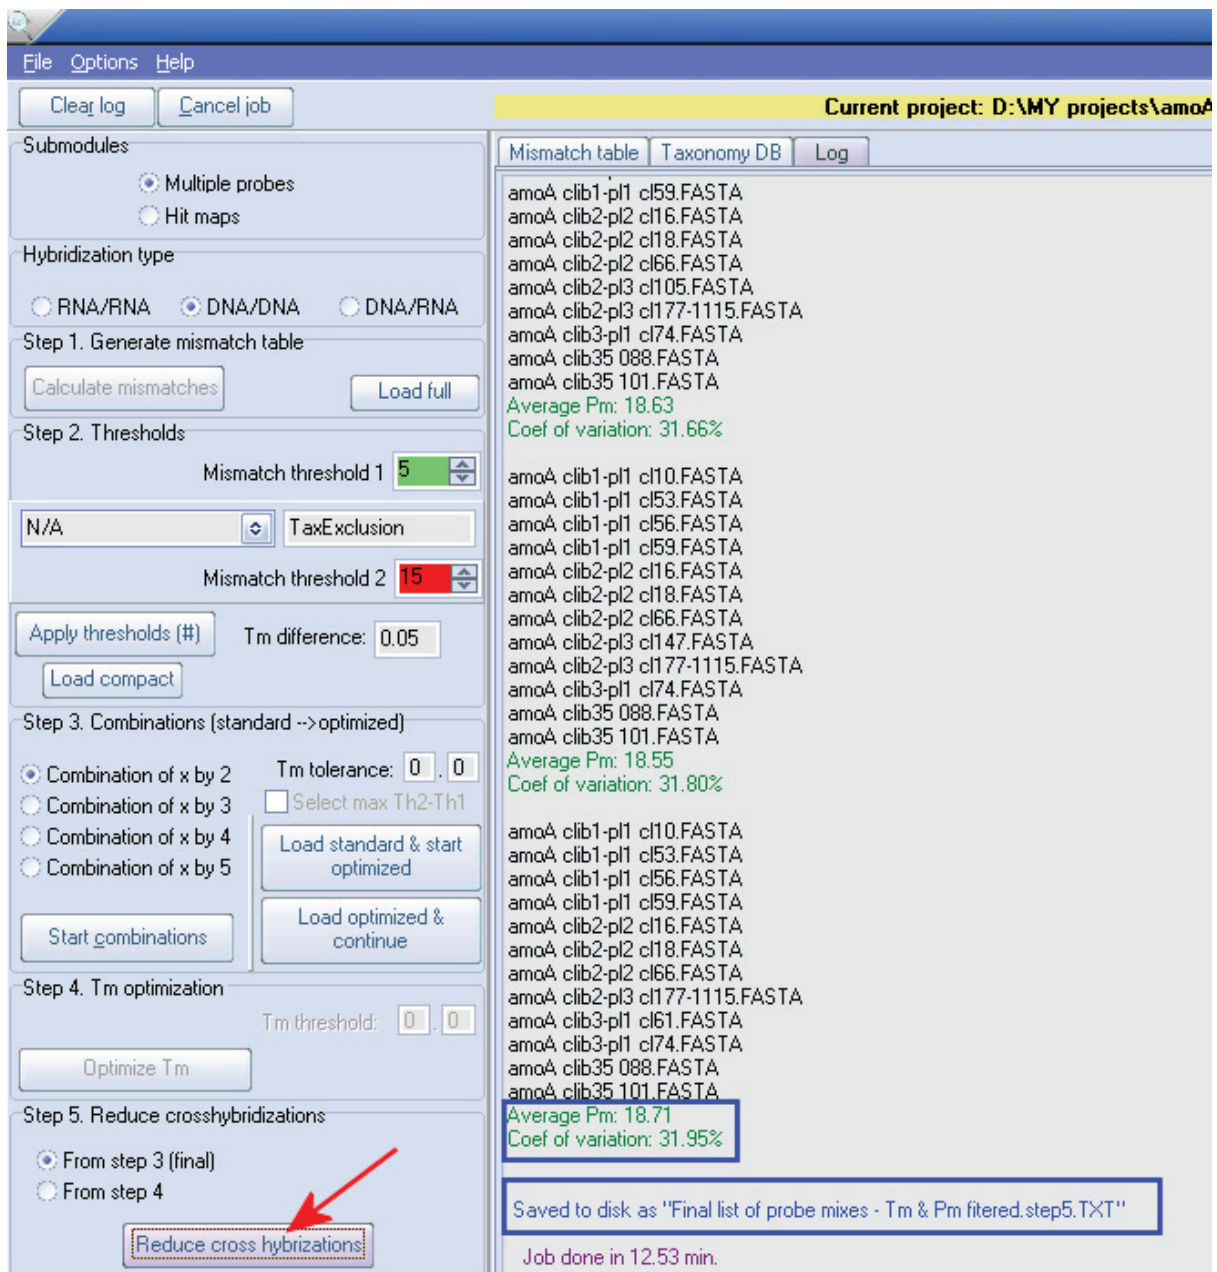 File Options Help
Clear log Cancel job
Current project: D:\MY projects\amoA
Submodules
Multiple probes
Hit maps
Hybridization type
RNA/RNA DNA/DNA DNA/RNA
Step 1. Generate mismatch table
Calculate mismatches Load full
Step 2. Thresholds
Mismatch threshold 1 5
N/A TaxExclusion
Mismatch threshold 2 15
Apply thresholds (#) Tm difference: 0.05
Load compact
Step 3. Combinations (standard -->optimized)
Combination of x by 2 Tm tolerance: 0 . 0
Combination of x by 3 Select max Th2-Th1
Combination of x by 4
Combination of x by 5
Load standard & start
optimized
Start combinations
Load optimized &
continue
Step 4. Tm optimization
Tm threshold: 0 . 0
Optimize Tm
Step 5. Reduce crosshybridizations
From step 3 (final)
From step 4
Reduce cross hybrizations
Mismatch table Taxonomy DB Log
amoA clib1-pl1 cl59.FASTA
amoA clib2-pl2 cl16.FASTA
amoA clib2-pl2 cl18.FASTA
amoA clib2-pl2 cl66.FASTA
amoA clib2-pl3 cl105.FASTA
amoA clib2-pl3 cl177-1115.FASTA
amoA clib3-pl1 cl74.FASTA
amoA clib35 088.FASTA
amoA clib35 101.FASTA
Average Pm: 18.63
Coef of variation: 31.66%
amoA clib1-pl1 cl10.FASTA
amoA clib1-pl1 cl53.FASTA
amoA clib1-pl1 cl56.FASTA
amoA clib1-pl1 cl59.FASTA
amoA clib2-pl2 cl16.FASTA
amoA clib2-pl2 cl18.FASTA
amoA clib2-pl2 cl66.FASTA
amoA clib2-pl3 cl147.FASTA
amoA clib2-pl3 cl177-1115.FASTA
amoA clib3-pl1 cl74.FASTA
amoA clib35 088.FASTA
amoA clib35 101.FASTA
Average Pm: 18.55
Coef of variation: 31.80%
amoA clib1-pl1 cl10.FASTA
amoA clib1-pl1 cl53.FASTA
amoA clib1-pl1 cl56.FASTA
amoA clib1-pl1 cl59.FASTA
amoA clib2-pl2 cl16.FASTA
amoA clib2-pl2 cl18.FASTA
amoA clib2-pl2 cl66.FASTA
amoA clib2-pl3 cl177-1115.FASTA
amoA clib3-pl1 cl61.FASTA
amoA clib3-pl1 cl74.FASTA
amoA clib35 088.FASTA
amoA clib35 101.FASTA
Average Pm: 18.71
Coef of variation: 31.95%
Saved to disk as "Final list of probe mixes - Tm & Pm fitered.step5.TXT"
Job done in 12.53 min.